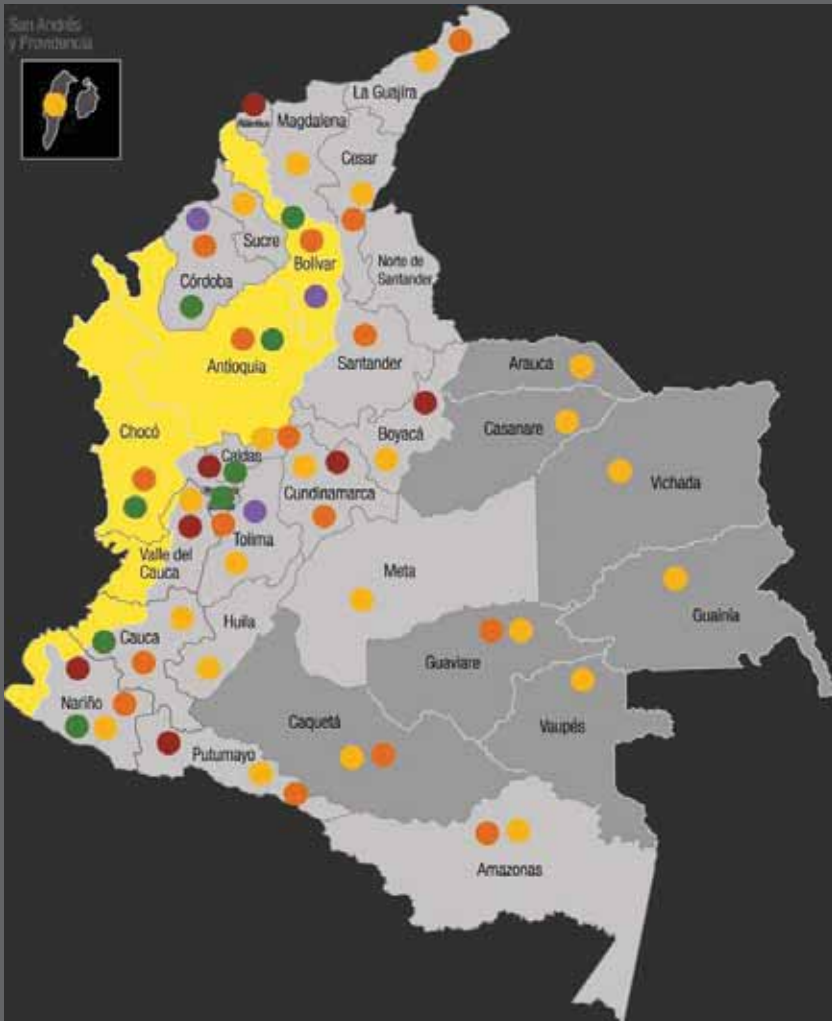 San Andrés
y Providencia
La Guajira
Magdalena
Cesar
Sucre
Bolívar
Norte de
Santander
Córdoba
Antioquia
Santander
Arauca
Chocó
Boyacá
Casanare
Caldas
Cundinamarca
Vichada
Tolima
Valle del
Cauca
Meta
Guainía
Huila
Cauca
Guaviare
Nariño
Caquetá
Vaupés
Putumayo
Amazonas